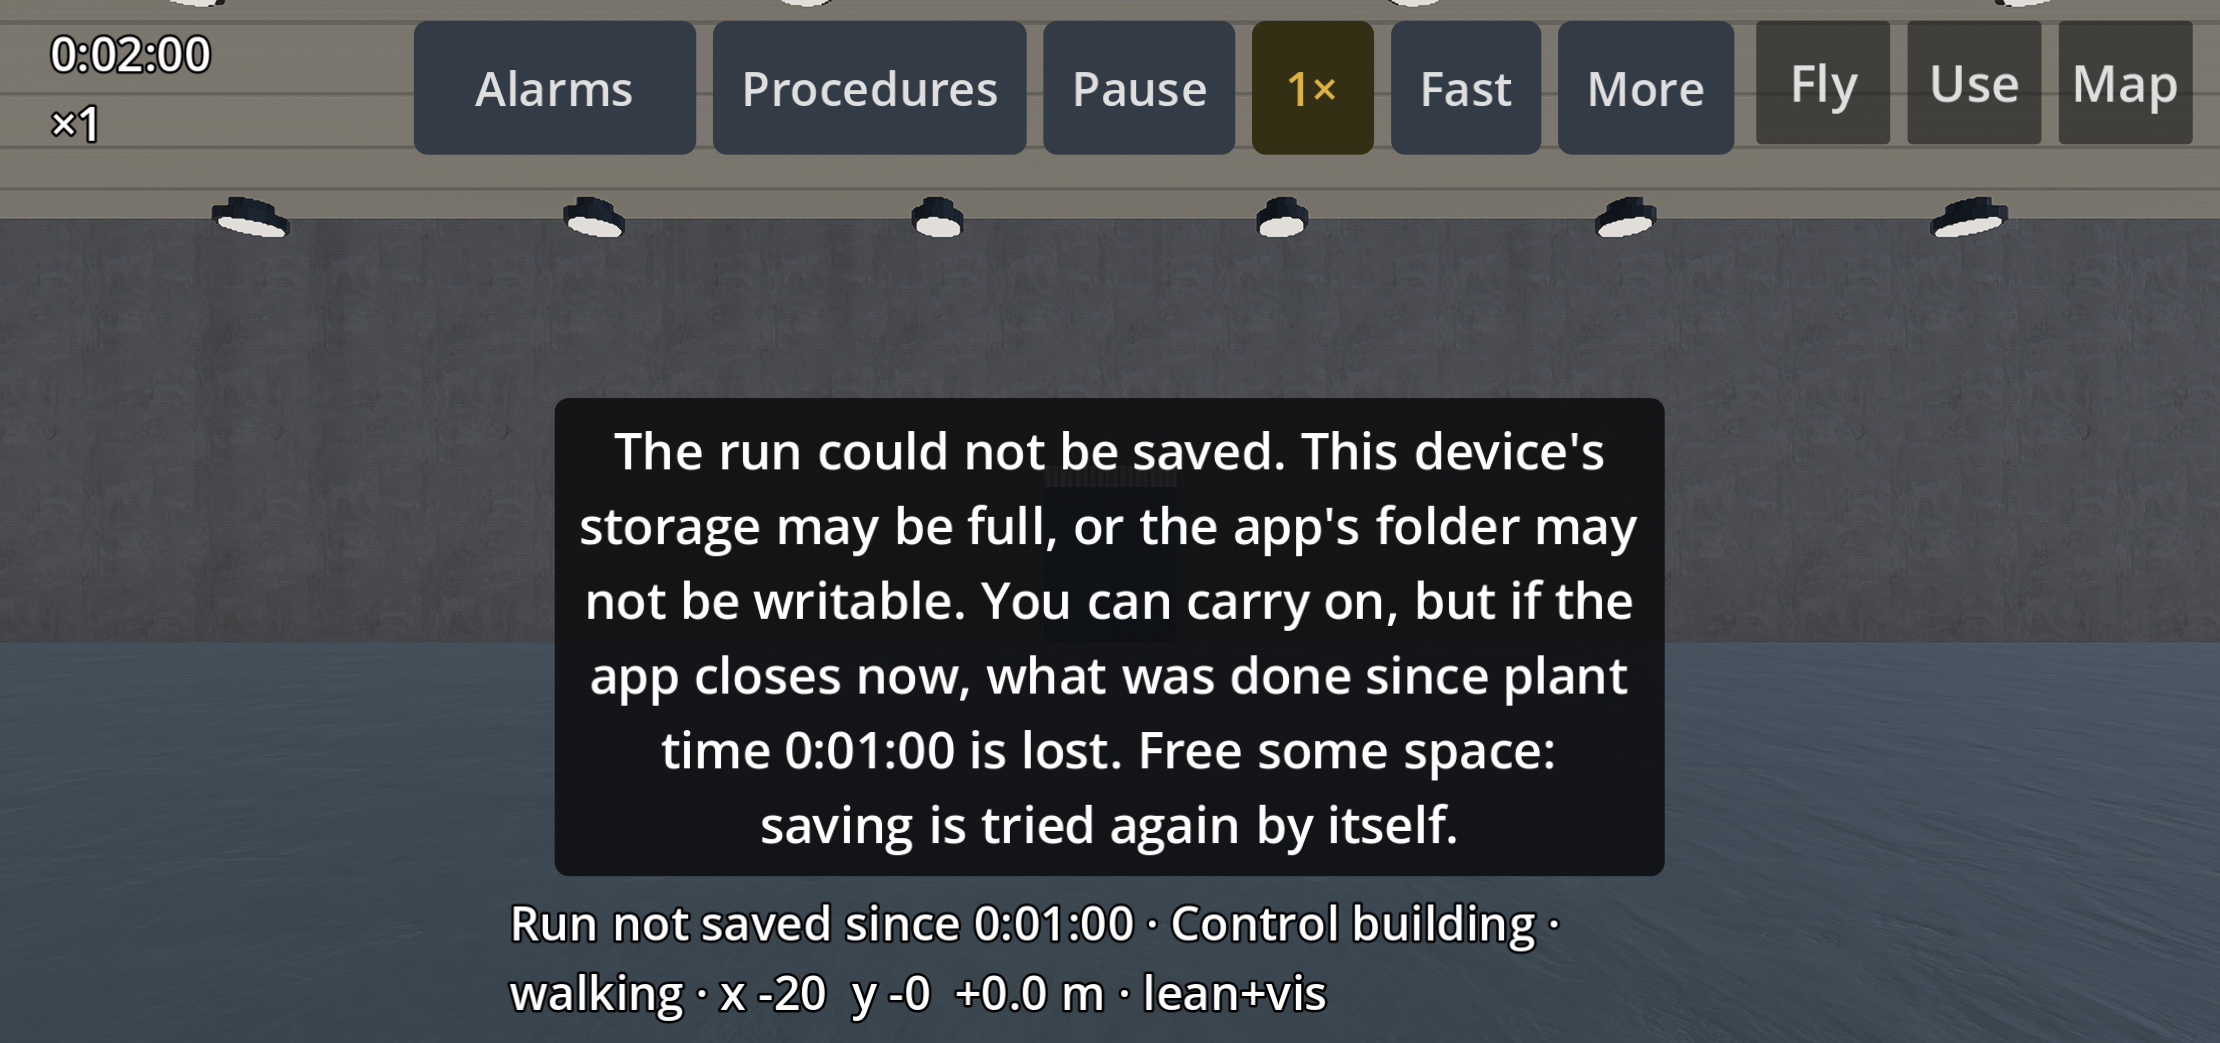 0:02:00
×1
Alarms
Procedures
Pause
1×
Fast
More
Fly
Use
Map
The run could not be saved. This device's
storage may be full, or the app's folder may
not be writable. You can carry on, but if the
app closes now, what was done since plant
time 0:01:00 is lost. Free some space:
saving is tried again by itself.
Run not saved since 0:01:00 · Control building ·
walking · x -20 y -0 +0.0 m · lean+vis